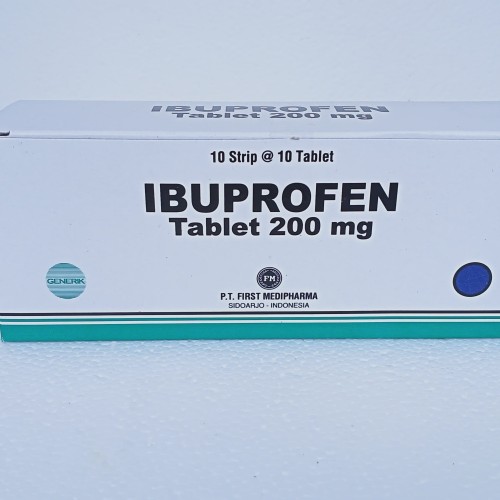 IBUPROFEN
Tablet 200 mg
10 Strip @ 10 Tablet
IBUPROFEN
Tablet 200 mg
GENERIK
FM
P.T. FIRST MEDIPHARMA
SIDOARJO - INDONESIA